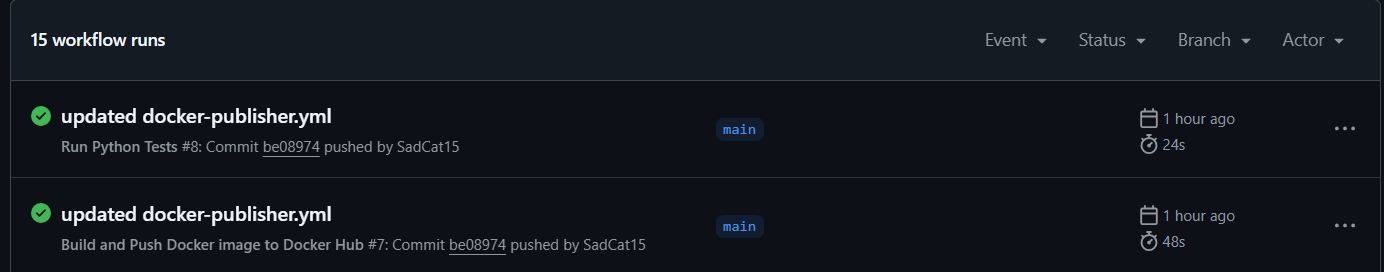 15 workflow runs Event Status Branch Actor
updated docker-publisher.yml
main
1 hour ago
Run Python Tests #8: Commit be08974 pushed by SadCat15
24s
updated docker-publisher.yml
main
1 hour ago
Build and Push Docker image to Docker Hub #7: Commit be08974 pushed by SadCat15
48s